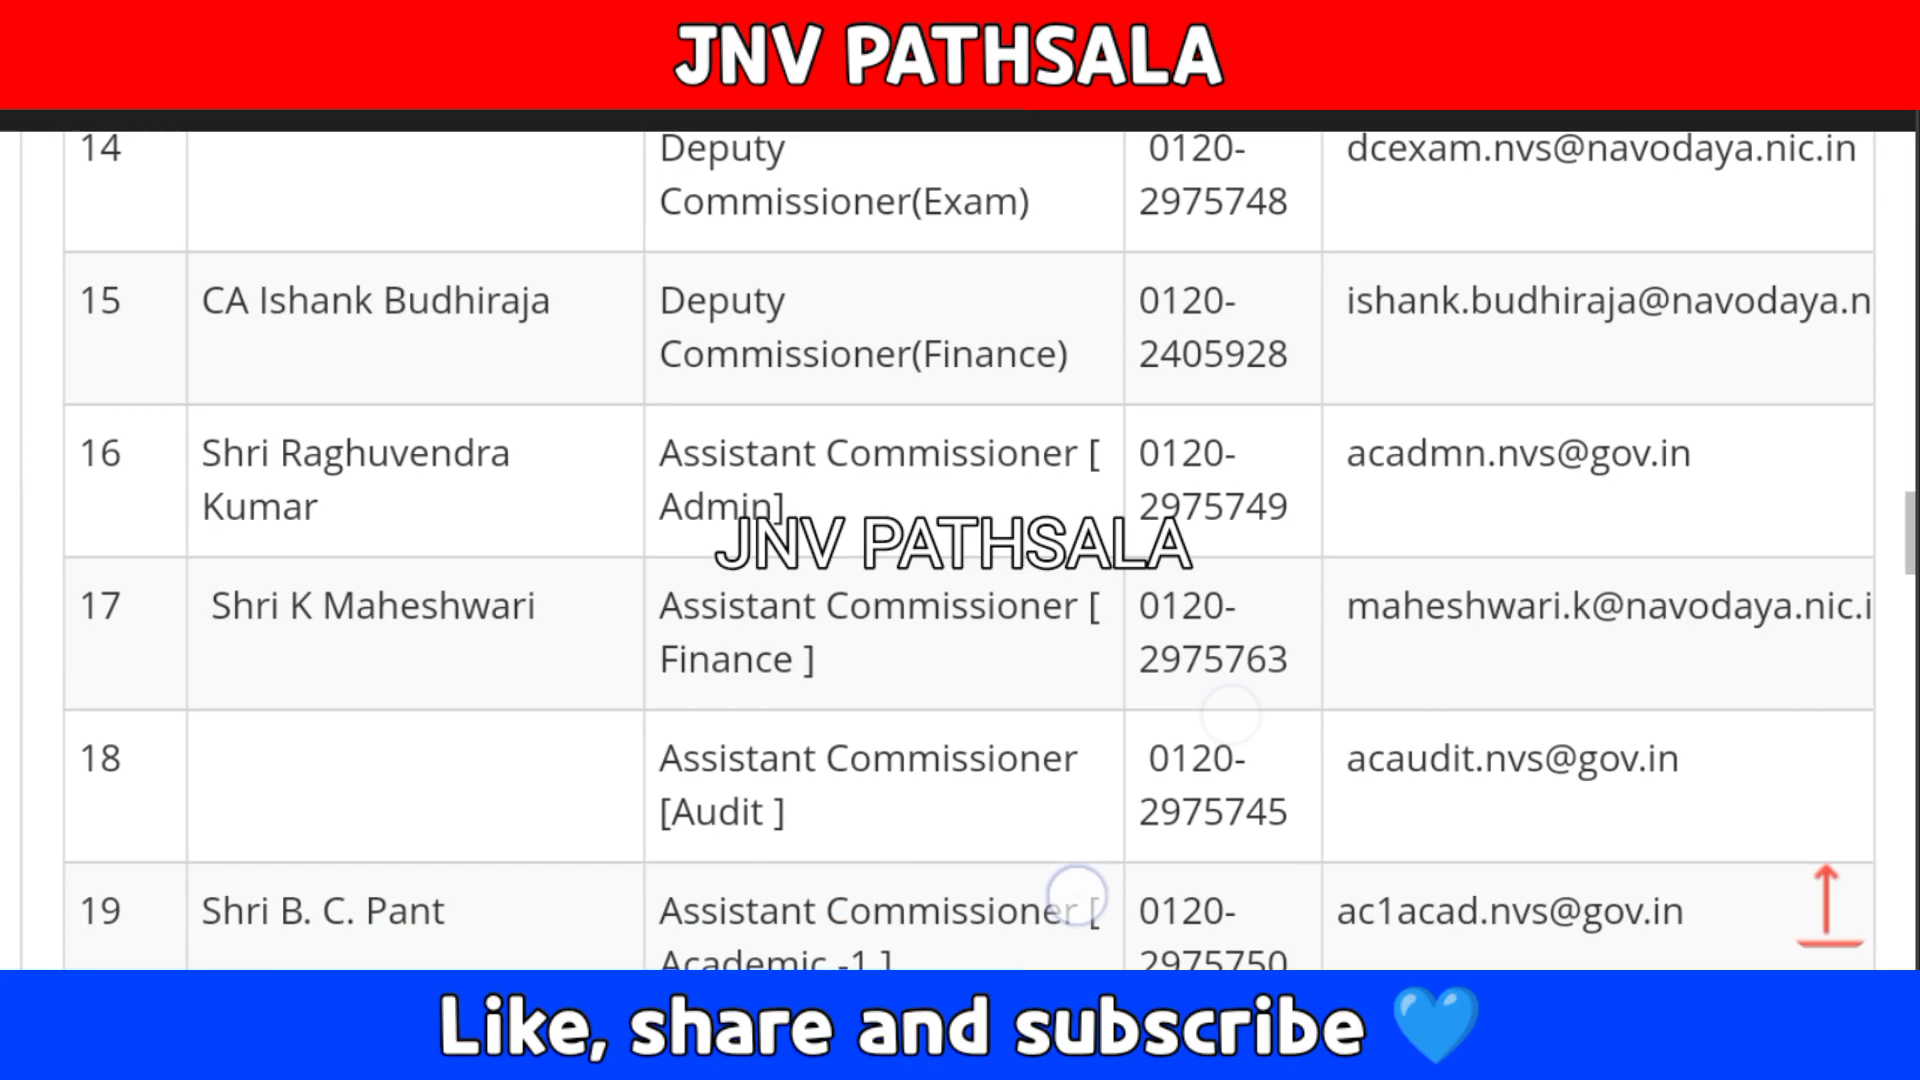 JNV PATHSALA
14 Deputy 0120- dcexam.nvs@navodaya.nic.in
Commissioner(Exam) 2975748
15 CA Ishank Budhiraja Deputy 0120- ishank.budhiraja@navodaya.n
Commissioner(Finance) 2405928
16 Shri Raghuvendra Assistant Commissioner [ 0120- acadmn.nvs@gov.in
Kumar Admin] 2975749
JNV PATHSALA
17 Shri K Maheshwari Assistant Commissioner [ 0120- maheshwari.k@navodaya.nic.i
Finance ] 2975763
18 Assistant Commissioner 0120- acaudit.nvs@gov.in
[Audit ] 2975745
19 Shri B. C. Pant Assistant Commissioner [ 0120- ac1acad.nvs@gov.in
Academic -1 ] 2975750
Like, share and subscribe 💙